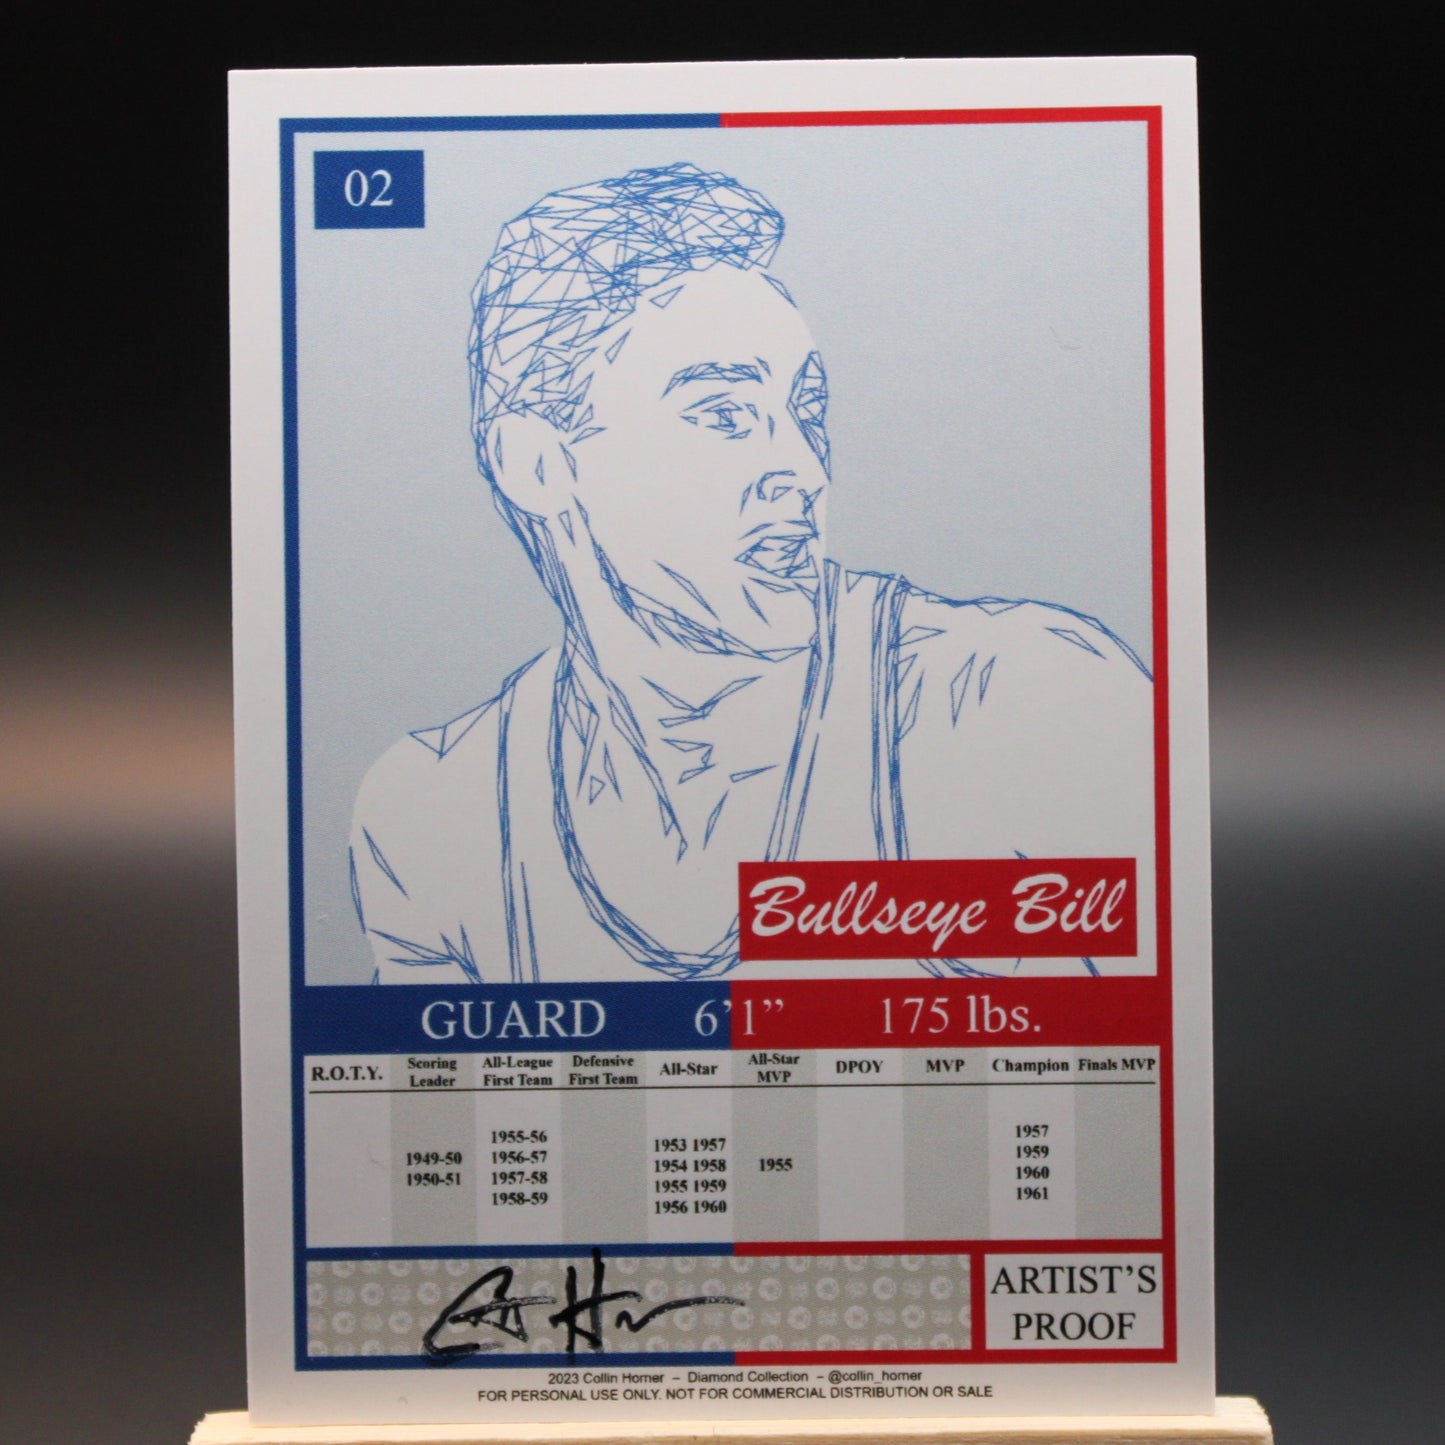 02
Bullseye Bill
GUARD 6’1” 175 lbs.
R.O.T.Y. Scoring Leader All-League First Team Defensive First Team All-Star All-Star MVP DPOY MVP Champion Finals MVP
1949-50
1950-51
1955-56
1956-57
1957-58
1958-59
1953 1957
1954 1958
1955 1959
1956 1960
1955
1957
1959
1960
1961
ARTIST’S
PROOF
2023 Collin Horner – Diamond Collection – @collin_horner
FOR PERSONAL USE ONLY. NOT FOR COMMERCIAL DISTRIBUTION OR SALE